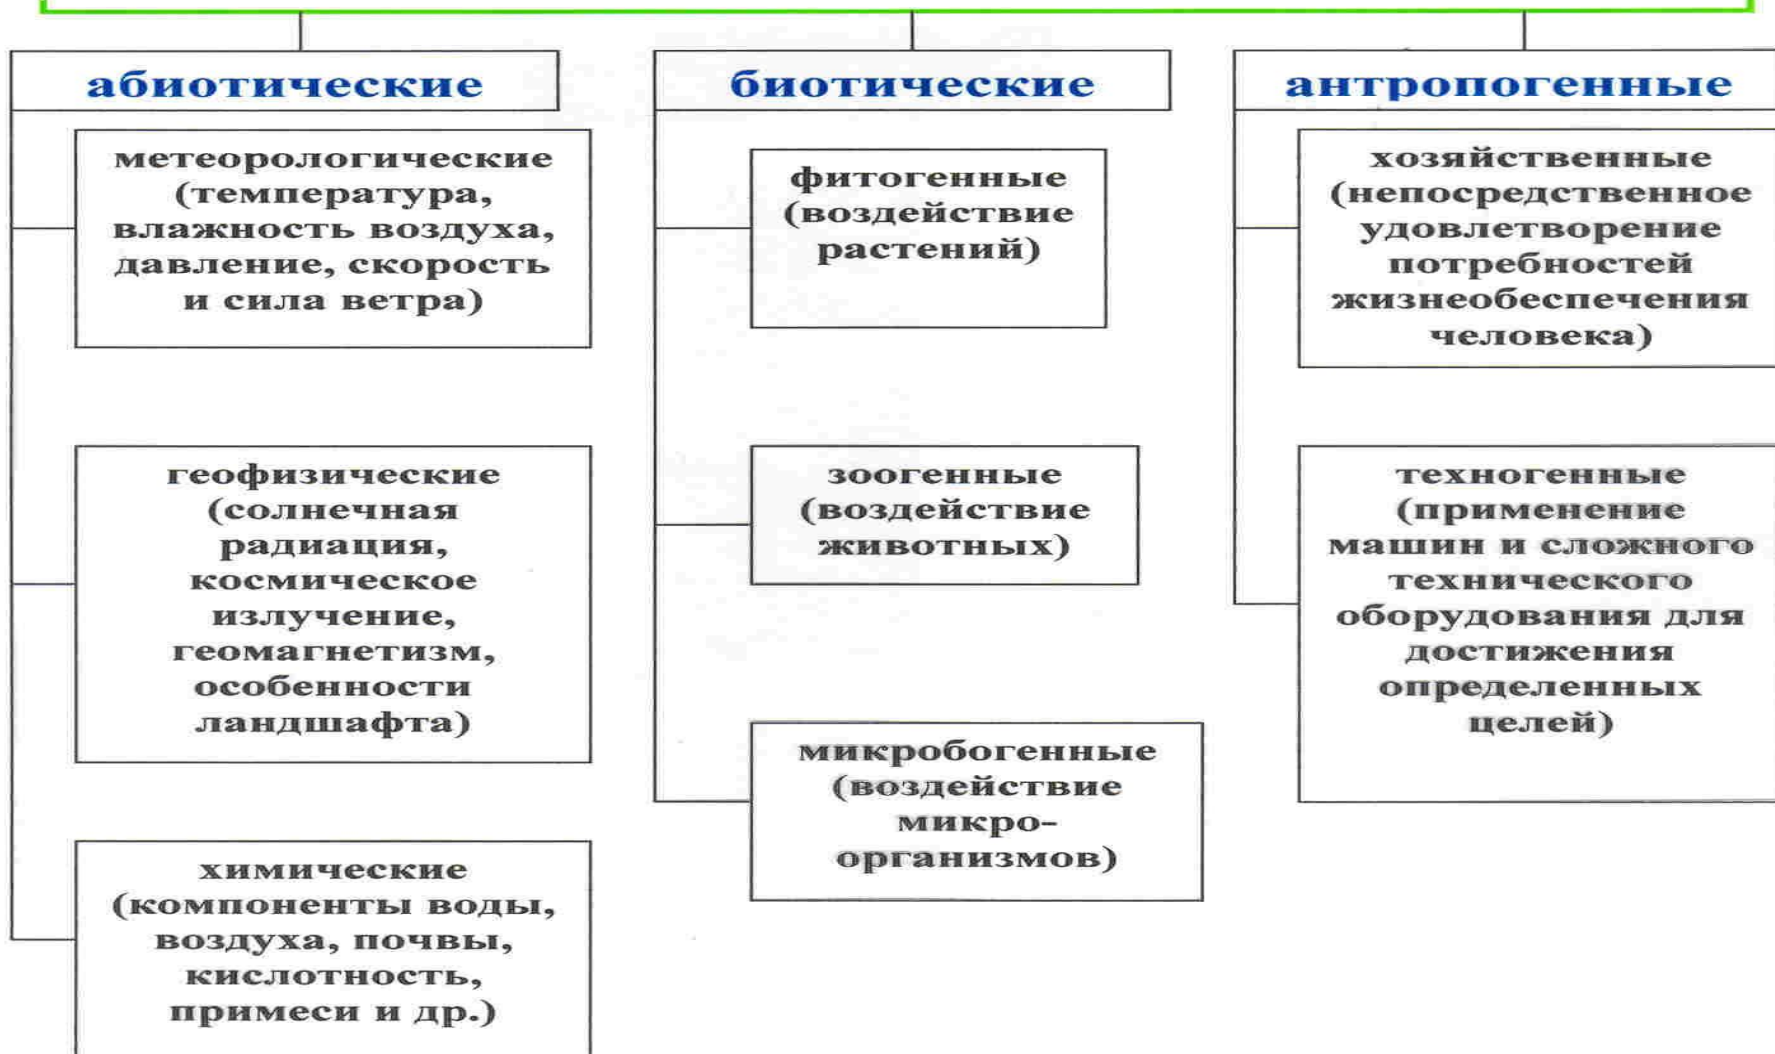 абиотические
метеорологические
(температура,
влажность воздуха,
давление, скорость
и сила ветра)
геофизические
(солнечная
радиация,
космическое
излучение,
геомагнетизм,
особенности
ландшафта)
химические
(компоненты воды,
воздуха, почвы,
кислотность,
примеси и др.)
биотические
фитогенные
(воздействие
растений)
зоогенные
(воздействие
животных)
микробогенные
(воздействие
микро-
организмов)
антропогенные
хозяйственные
(непосредственное
удовлетворение
потребностей
жизнеобеспечения
человека)
техногенные
(применение
машин и сложного
технического
оборудования для
достижения
определенных
целей)